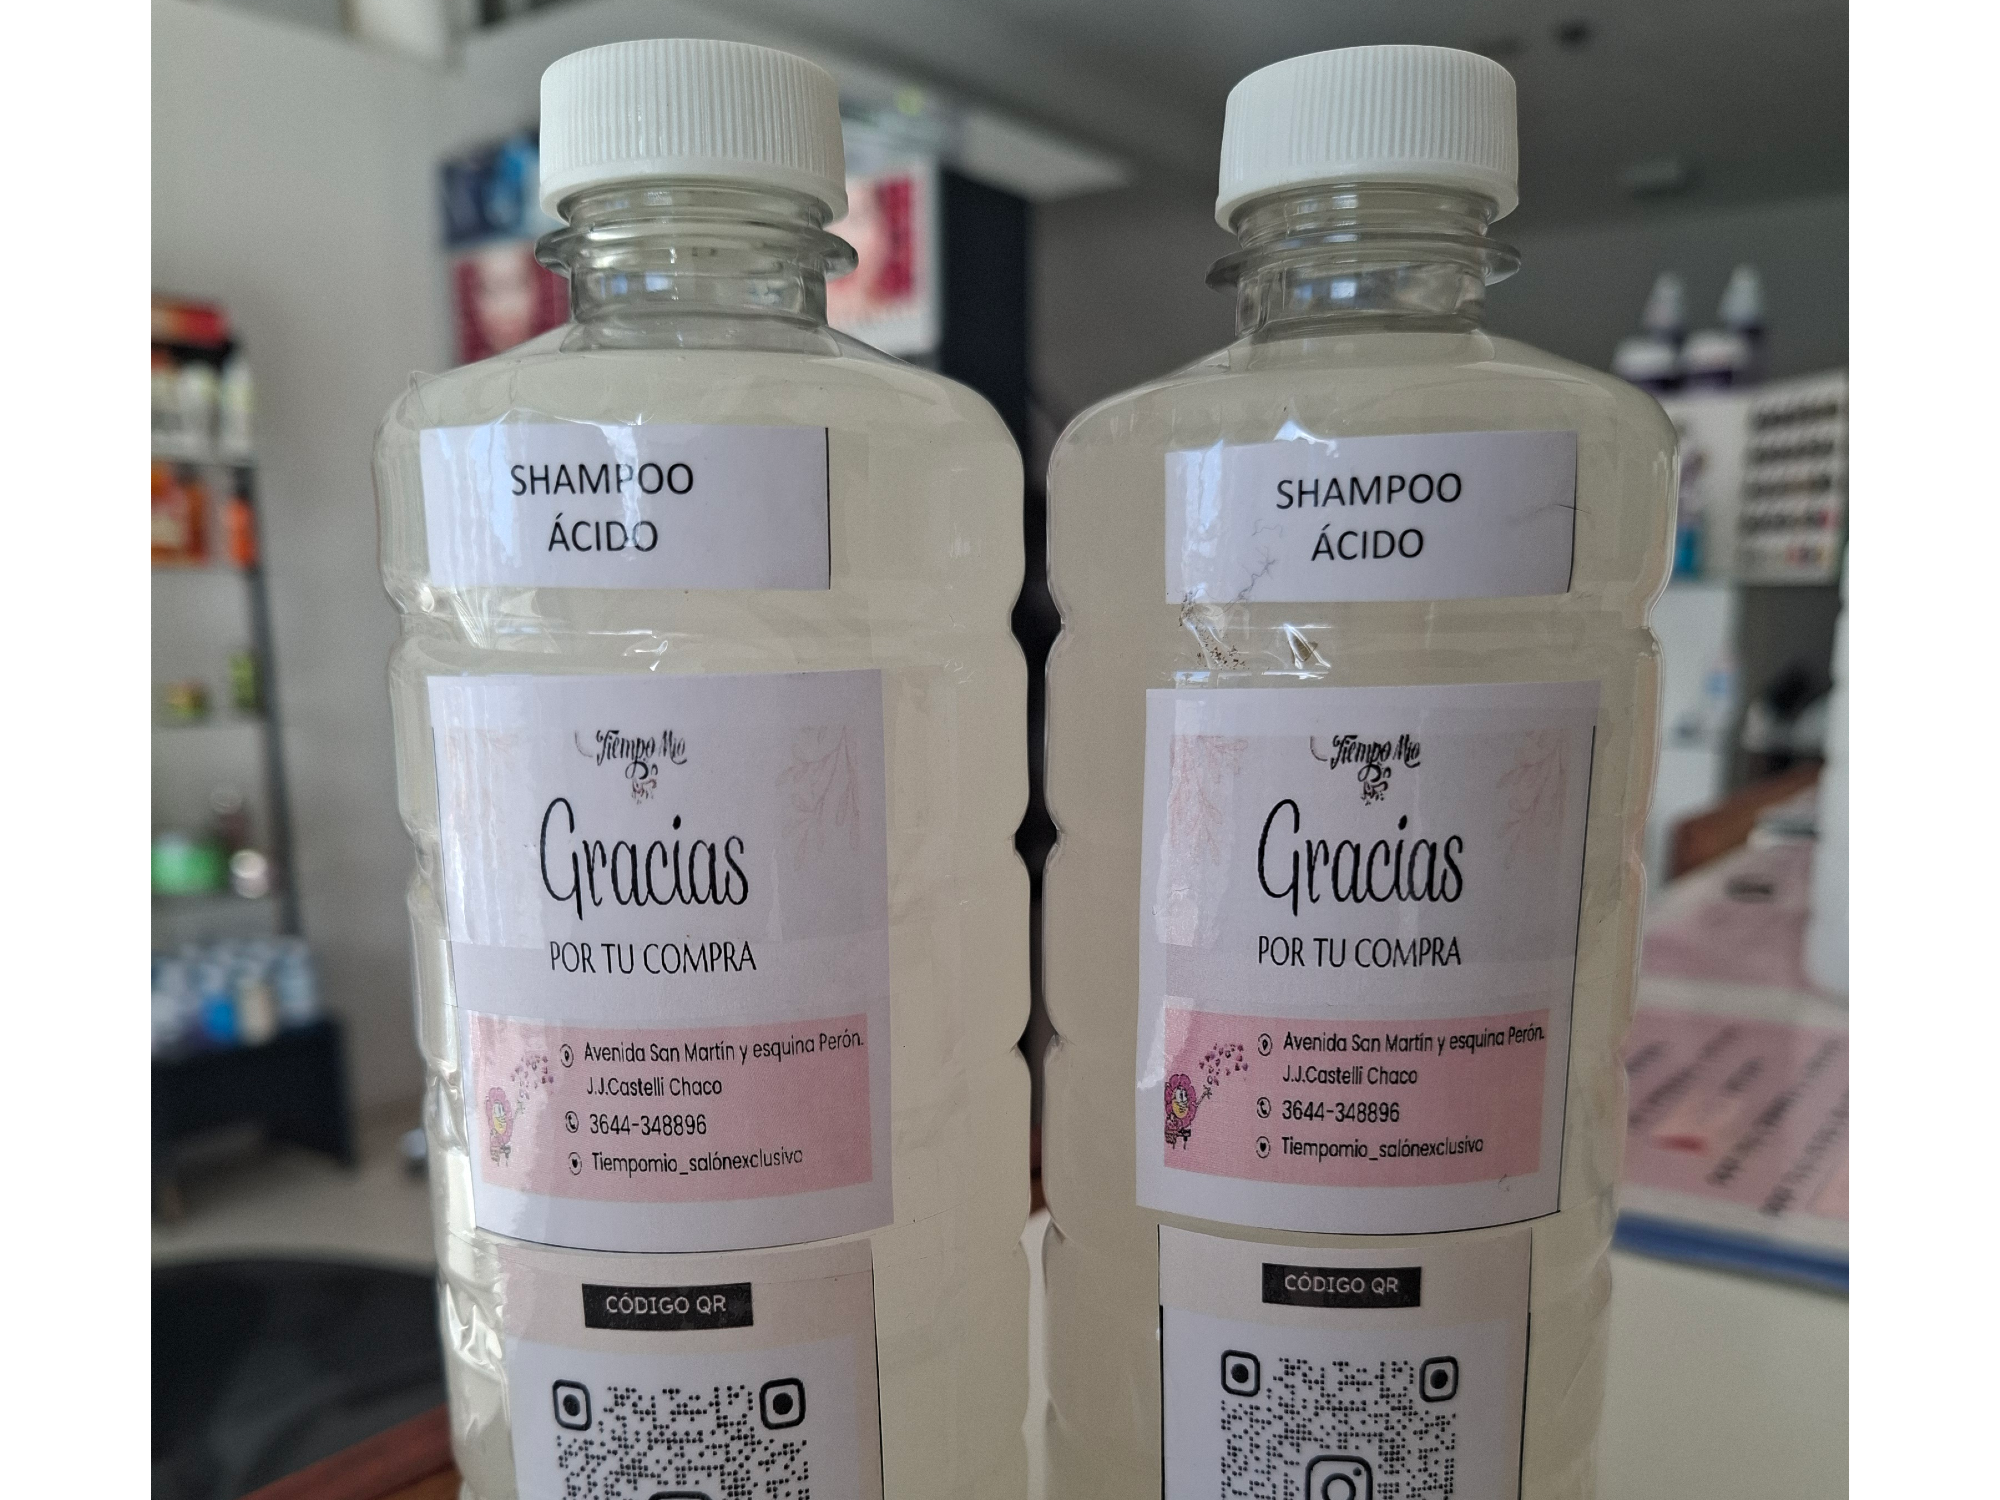 SHAMPOO
ÁCIDO
Tiempo Mio
Gracias
POR TU COMPRA
Avenida San Martín y esquina Perón.
J.J.Castelli Chaco
3644-348896
Tiempomio_salónexclusivo
CÓDIGO QR
SHAMPOO
ÁCIDO
Tiempo Mio
Gracias
POR TU COMPRA
Avenida San Martín y esquina Perón.
J.J.Castelli Chaco
3644-348896
Tiempomio_salónexclusivo
CÓDIGO QR